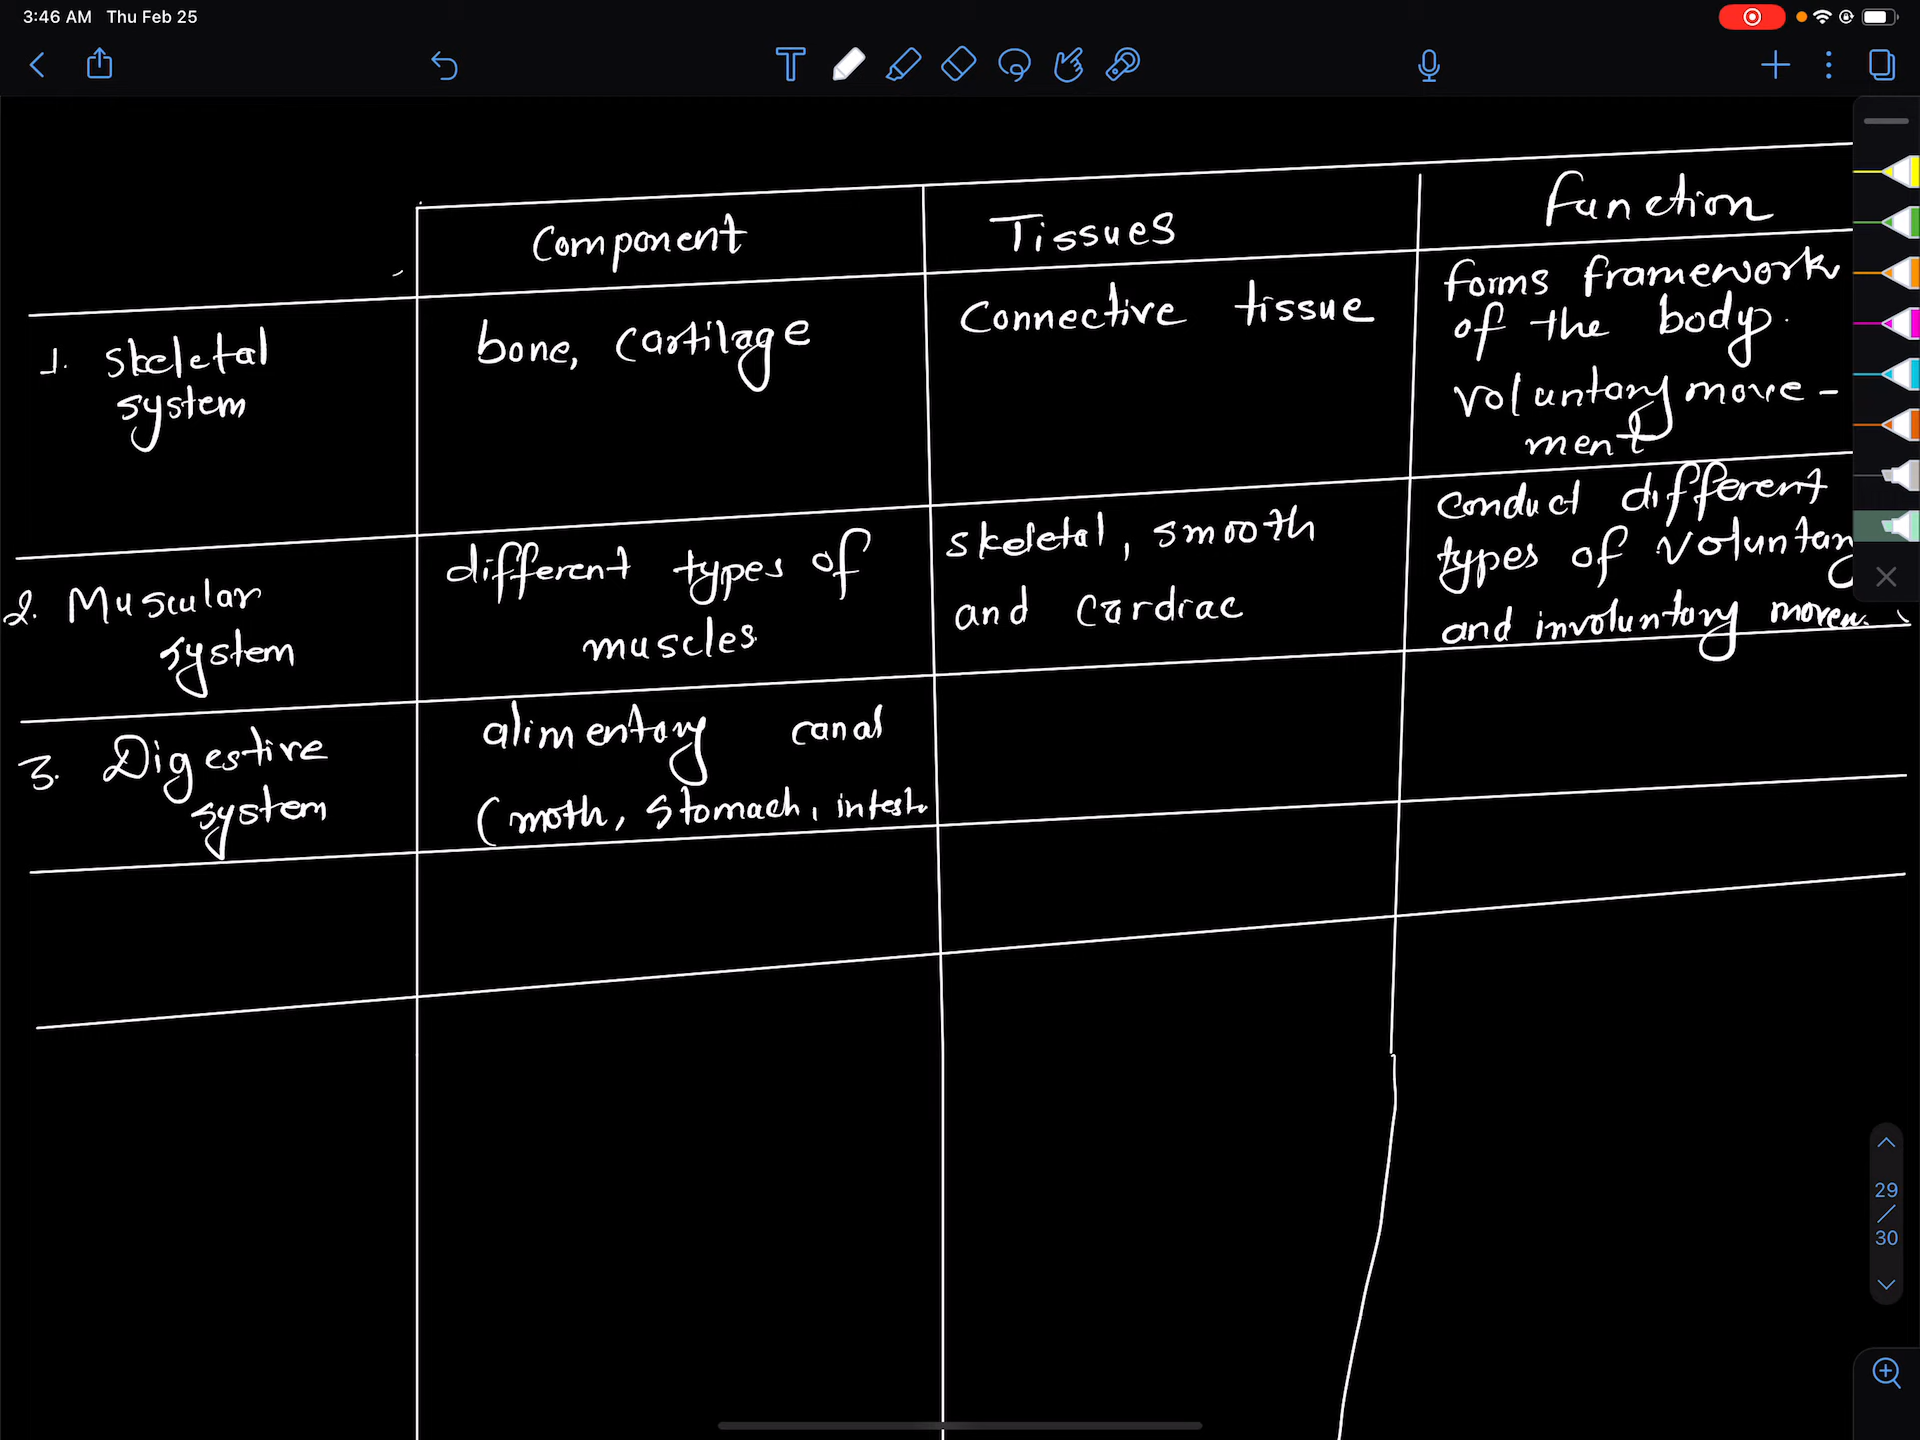 3:46 AM Thu Feb 25
Component Tissues function
1. skeletal system
bone, cartilage
Connective tissue
forms framework
of the body.
voluntary move-
ment
2. Muscular
system
different types of
muscles
skeletal, smooth
and cardiac
conduct different
types of voluntary
and involuntary
3. Digestive
system
alimentary canal
(moth, stomach,
29
/
30